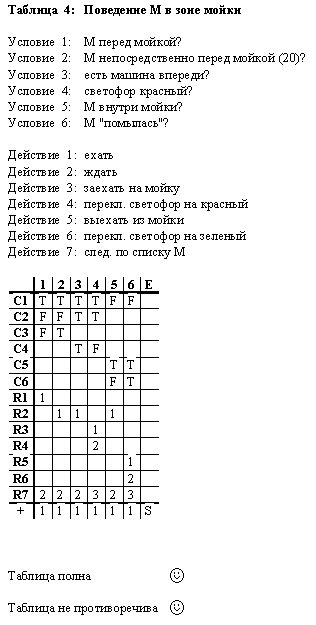 Таблица 4: Поведение М в зоне мойки
Условие 1: М перед мойкой?
Условие 2: М непосредственно перед мойкой (20)?
Условие 3: есть машина впереди?
Условие 4: светофор красный?
Условие 5: М внутри мойки?
Условие 6: М "помылась"?
Действие 1: ехать
Действие 2: ждать
Действие 3: заехать на мойку
Действие 4: перекл. светофор на красный
Действие 5: выехать из мойки
Действие 6: перекл. светофор на зеленый
Действие 7: след. по списку М
1 2 3 4 5 6 E
C1 T T T T F F
C2 F F T T
C3 F T
C4 T F
C5 T T
C6 F T
R1 1
R2 1 1 1
R3 1
R4 2
R5 1
R6 2
R7 2 2 2 3 2 3
+ 1 1 1 1 1 1 S
Таблица полна
Таблица не противоречива